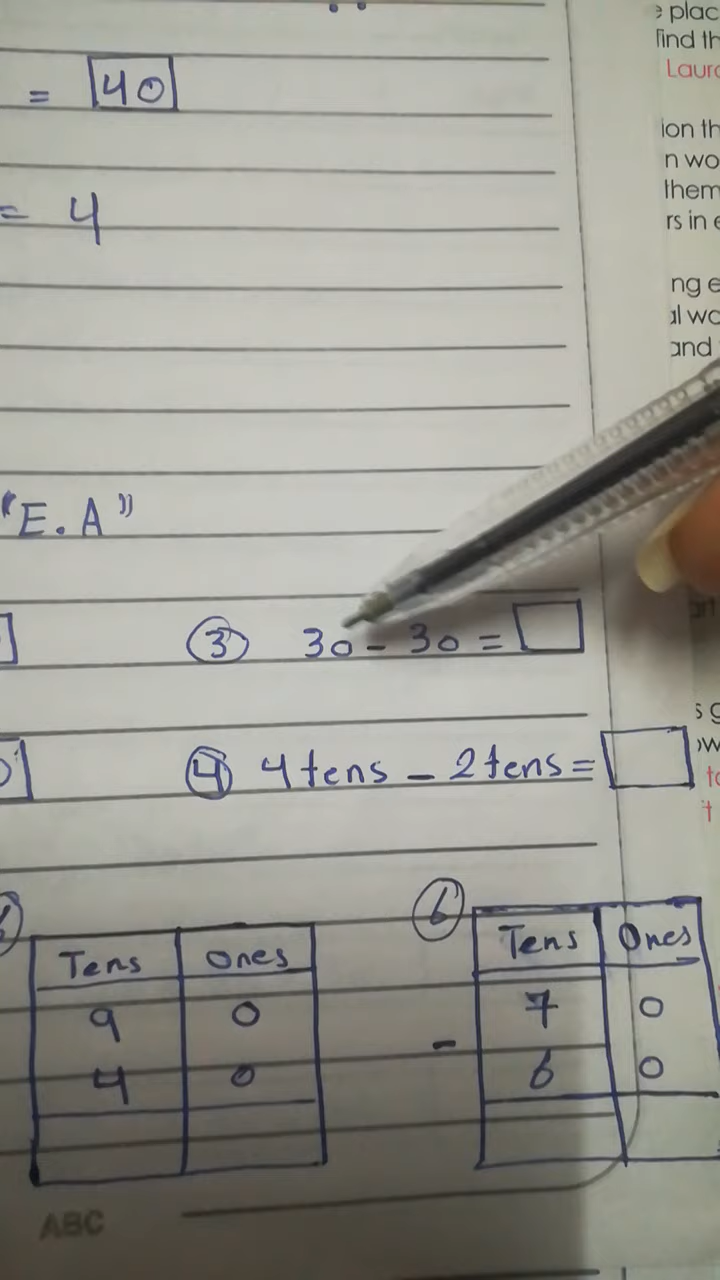 = 40
= 4
"E.A"
③ 30 - 30 =
④ 4 tens - 2 tens =
Tens Ones
9 0
4 0
⑥
Tens Ones
7 0
- 6 0
ABC
find th
Laura
ion th
n wo
them
rs in e
ng e
and